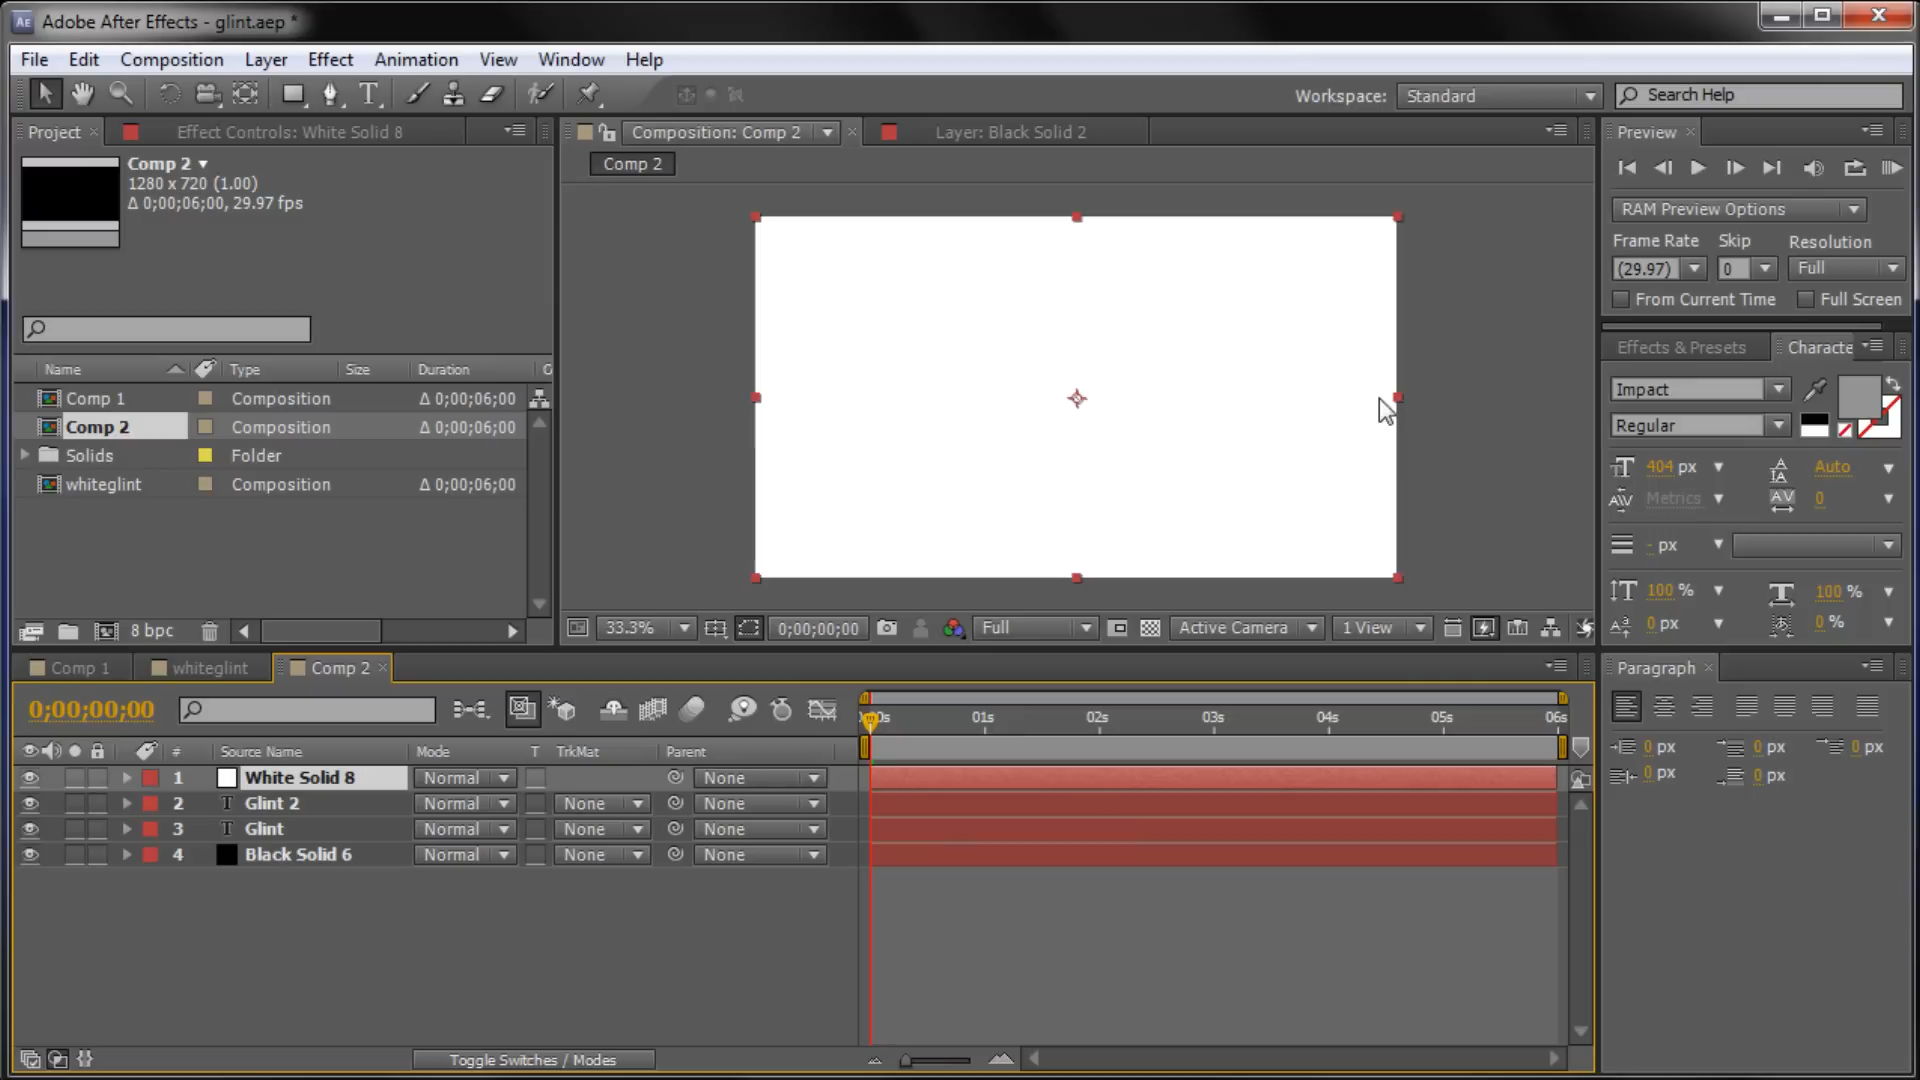 Adobe After Effects - glint.aep *
File Edit Composition Layer Effect Animation View Window Help
Workspace: Standard Search Help
Project Effect Controls: White Solid 8 Composition: Comp 2 Layer: Black Solid 2 Preview
Comp 2
1280 x 720 (1.00)
Δ 0;00;06;00, 29.97 fps
Comp 2
RAM Preview Options
Frame Rate Skip Resolution
(29.97) 0 Full
From Current Time Full Screen
Effects & Presets Characte
Name Type Size Duration
Comp 1 Composition Δ 0;00;06;00
Comp 2 Composition Δ 0;00;06;00
Solids Folder
whiteglint Composition Δ 0;00;06;00
Impact
Regular
404 px Auto
Metrics 0
- px
100 % 100 %
0 px 0 %
8 bpc
33.3% 0;00;00;00 Full Active Camera 1 View
Comp 1 whiteglint Comp 2
Paragraph
0;00;00;00
01s 02s 03s 04s 05s 06s
# Source Name Mode T TrkMat Parent
1 White Solid 8 Normal None
2 Glint 2 Normal None None
3 Glint Normal None None
4 Black Solid 6 Normal None None
0 px 0 px 0 px
0 px 0 px
Toggle Switches / Modes